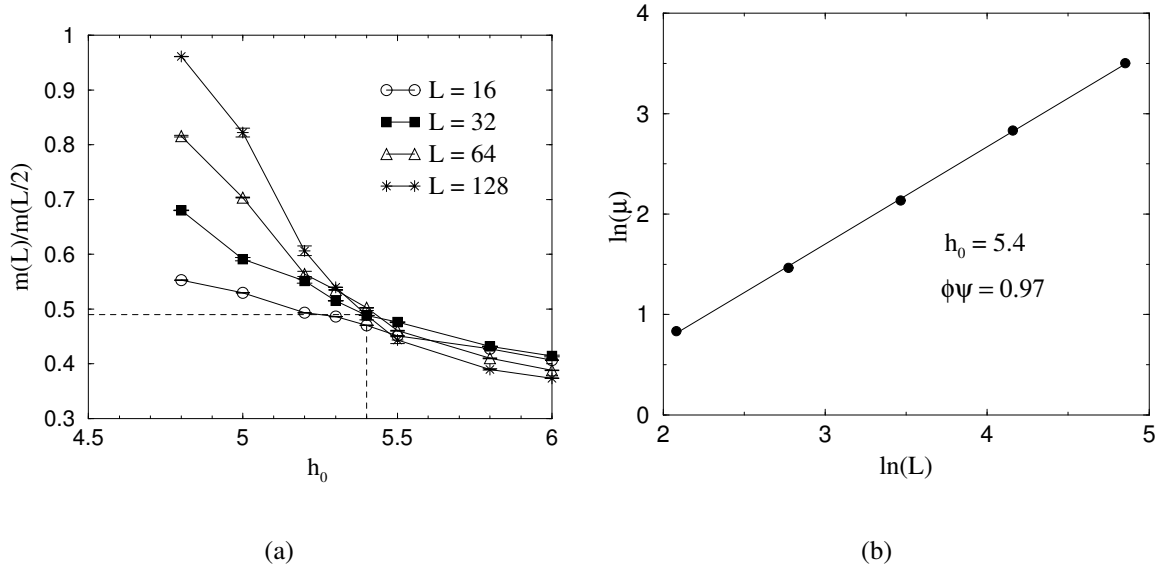 1
0.9
0.8
0.7
0.6
0.5
0.4
0.3
4.5
5
5.5
6
m(L)/m(L/2)
h₀
L = 16
L = 32
L = 64
L = 128
(a)
4
3
2
1
0
2
3
4
5
ln(μ)
ln(L)
h₀ = 5.4
ϕψ = 0.97
(b)